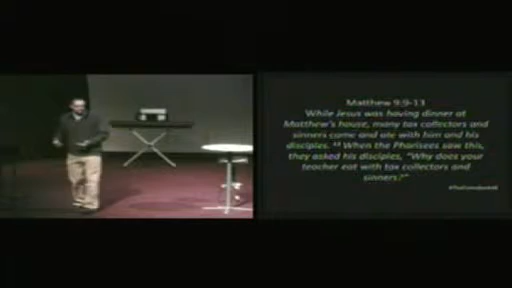 Matthew 9:9-13
While Jesus was having dinner at
Matthew's house, many tax collectors and
sinners came and ate with him and his
disciples. 11 When the Pharisees saw this,
they asked his disciples, "Why does your
teacher eat with tax collectors and
sinners?"